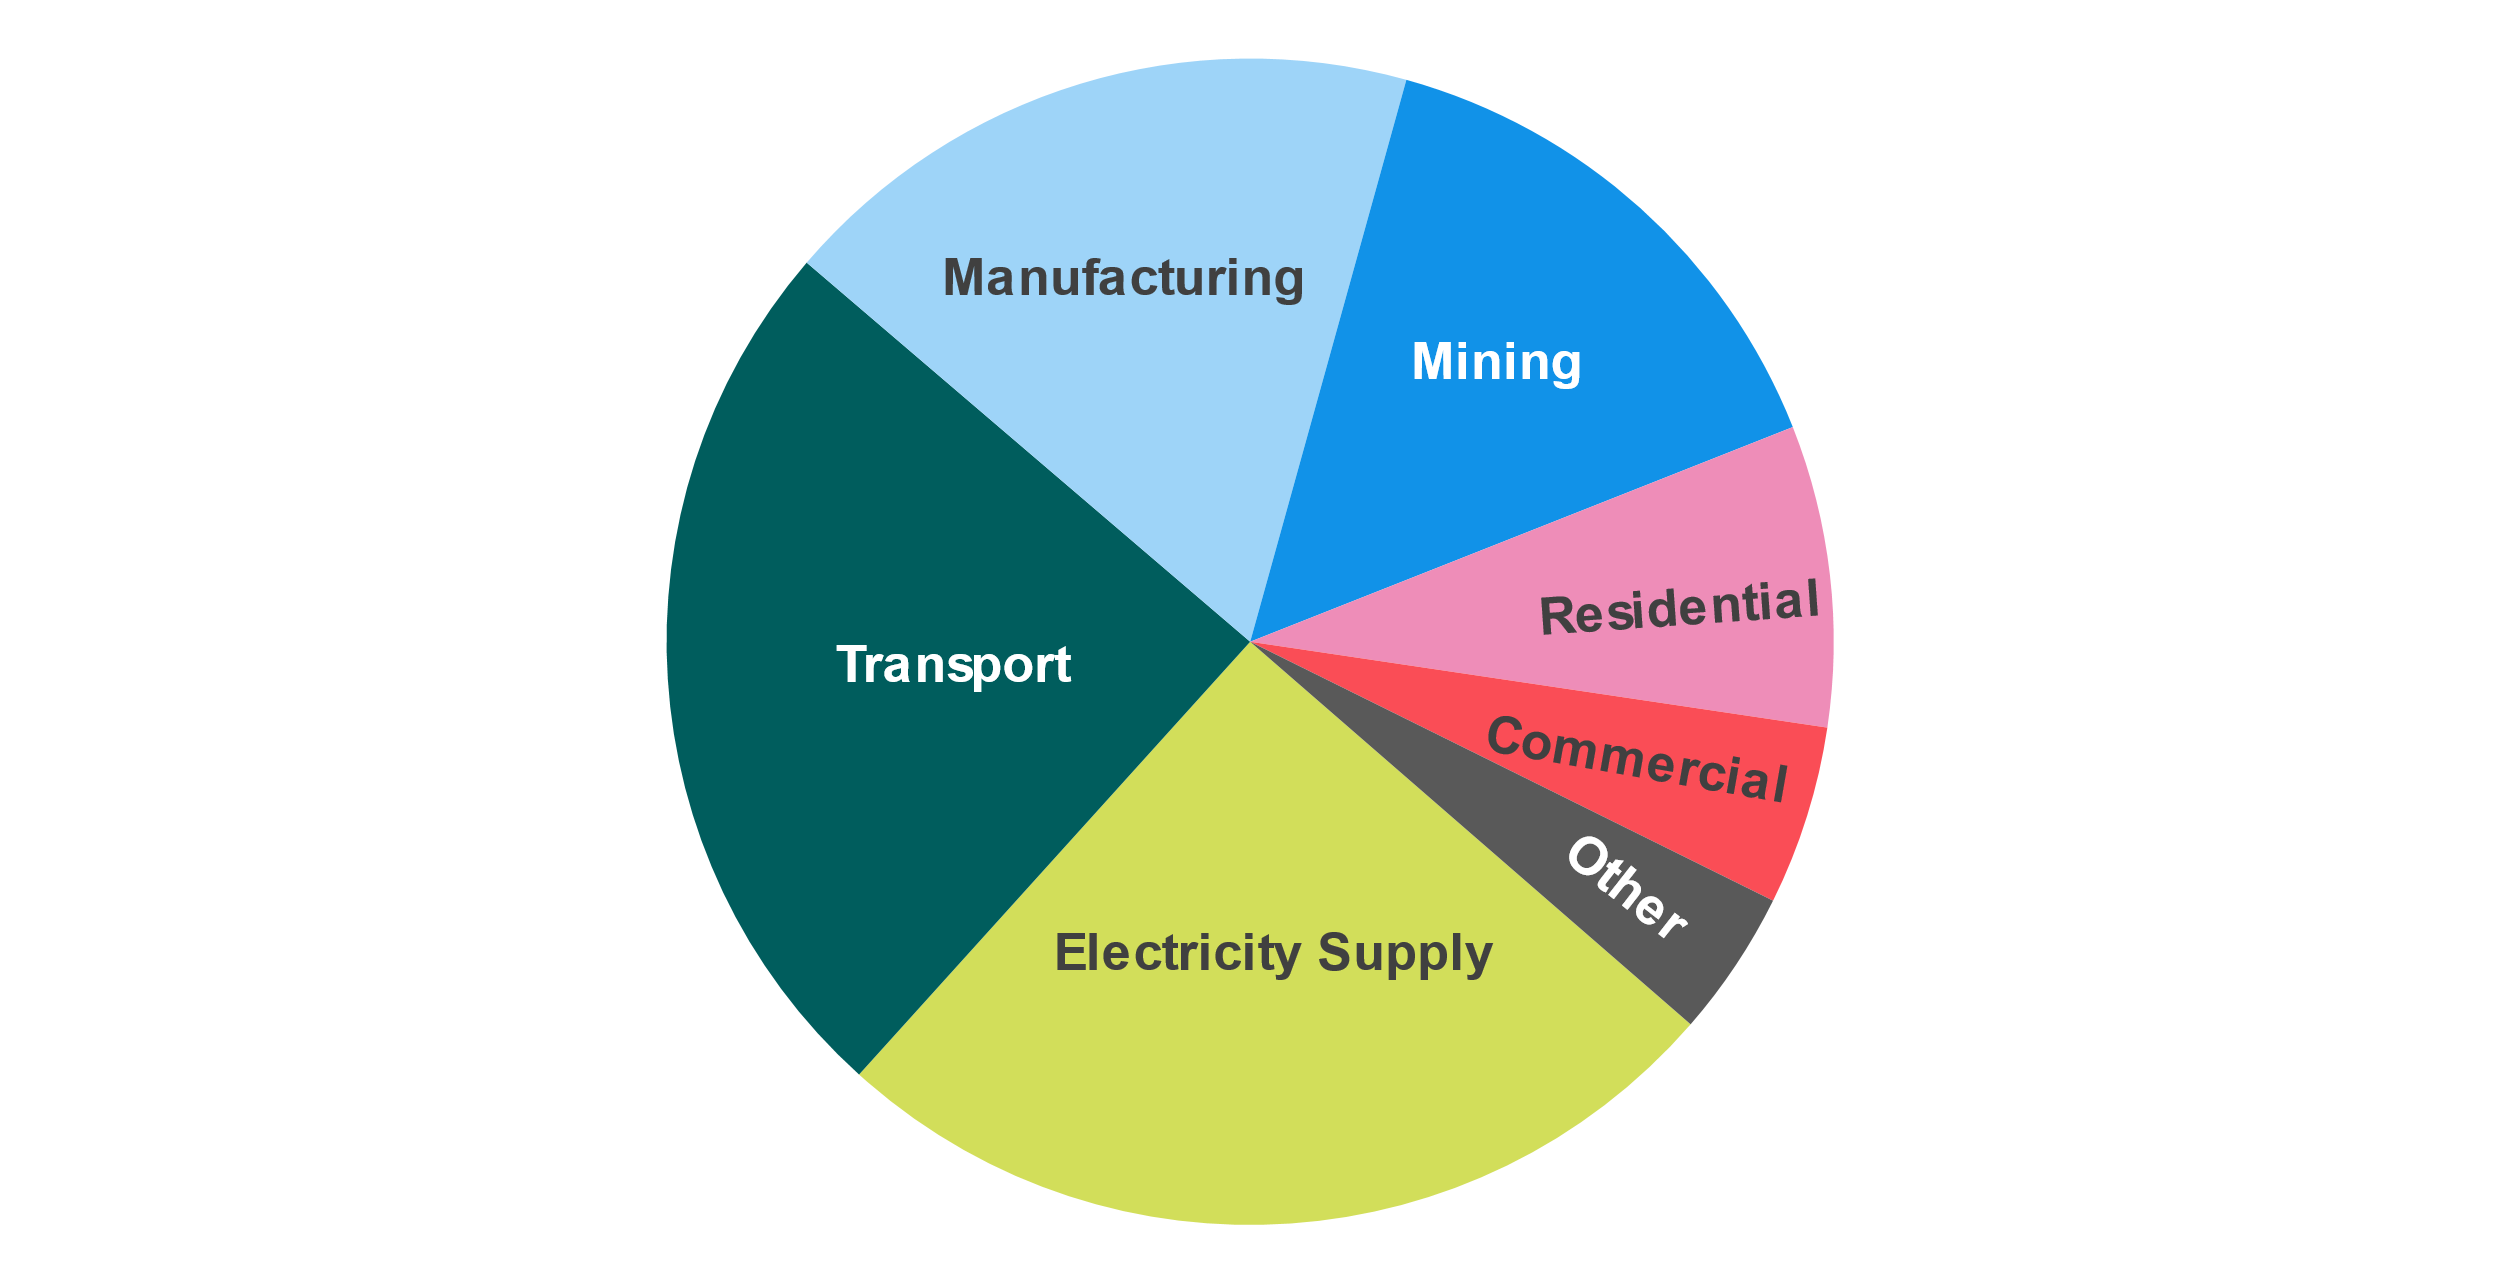 Manufacturing
Mining
Residential
Transport
Commercial
Other
Electricity Supply